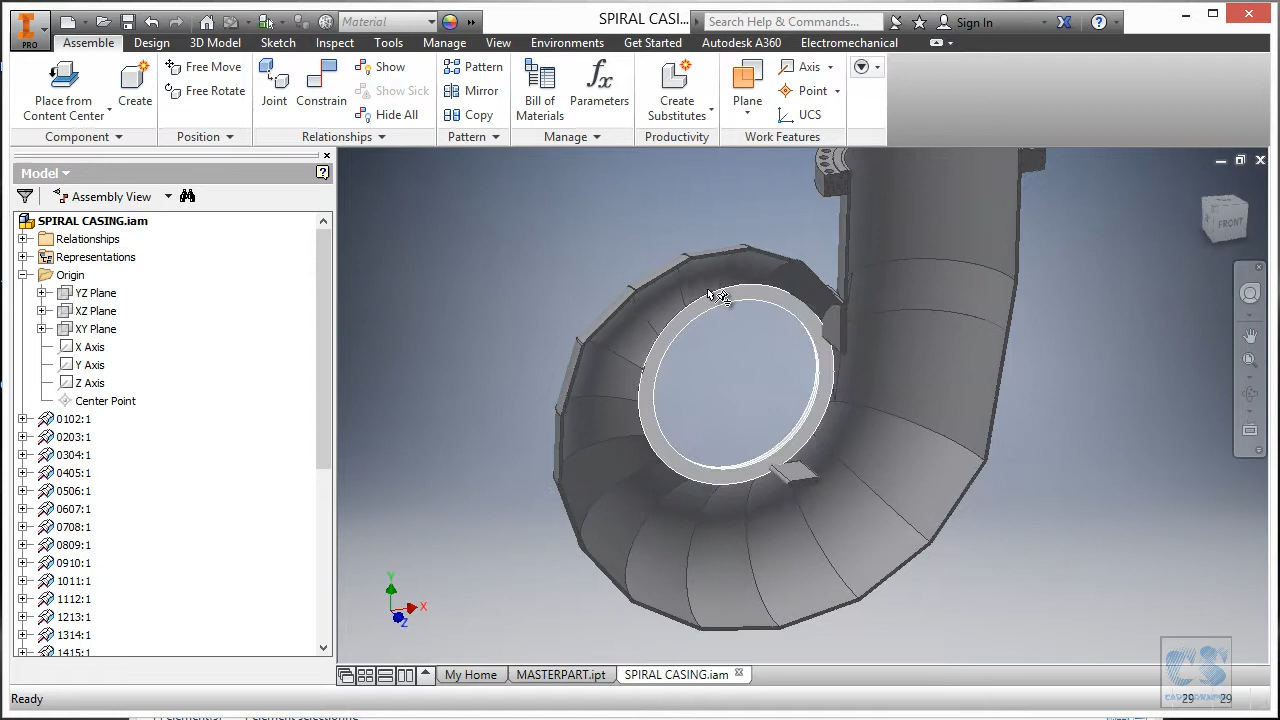 PRO
Material
SPIRAL CASI...
Search Help & Commands...
Sign In
Assemble
Design
3D Model
Sketch
Inspect
Tools
Manage
View
Environments
Get Started
Autodesk A360
Electromechanical
Place from
Content Center
Create
Free Move
Free Rotate
Joint
Constrain
Show
Show Sick
Hide All
Pattern
Mirror
Copy
Bill of
Materials
Parameters
Create
Substitutes
Plane
Axis
Point
UCS
Component
Position
Relationships
Pattern
Manage
Productivity
Work Features
Model
Assembly View
SPIRAL CASING.iam
Relationships
Representations
Origin
YZ Plane
XZ Plane
XY Plane
X Axis
Y Axis
Z Axis
Center Point
0102:1
0203:1
0304:1
0405:1
0506:1
0607:1
0708:1
0809:1
0910:1
1011:1
1112:1
1213:1
1314:1
1415:1
FRONT
Y
X
Z
My Home
MASTERPART.ipt
SPIRAL CASING.iam
CS
Ready
29
29